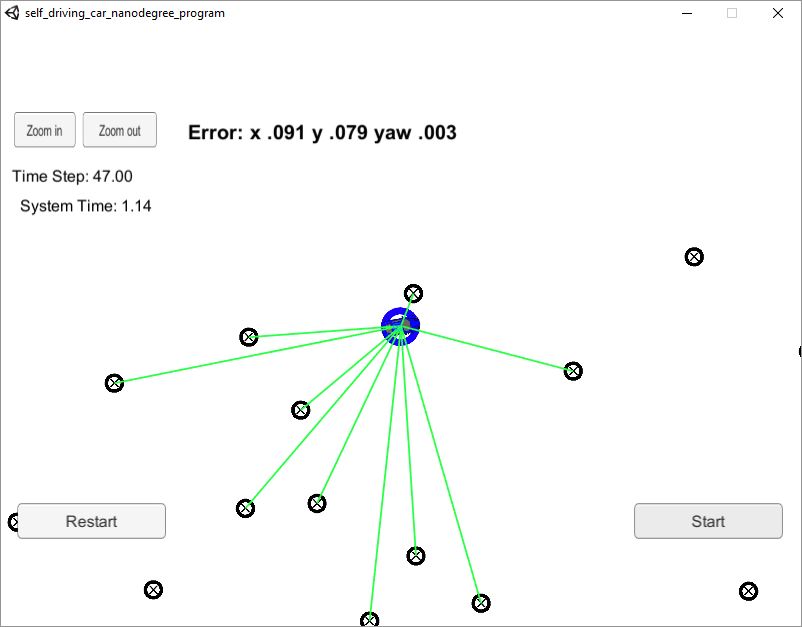 self_driving_car_nanodegree_program
Zoom in Zoom out Error: x .091 y .079 yaw .003
Time Step: 47.00
System Time: 1.14
Restart Start